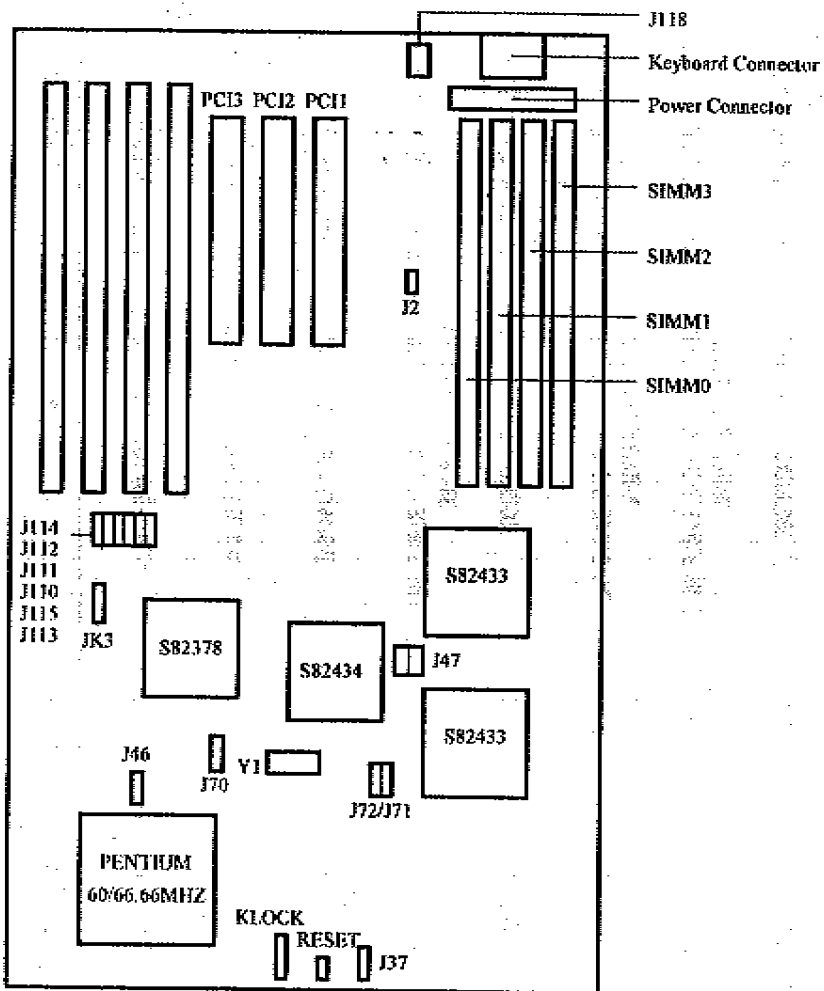 J118
Keyboard Connector
Power Connector
PCI3 PCI2 PCI1
SIMM3
SIMM2
J2
SIMM1
SIMM0
J114
J112
J111
J110
J115
J113
JK3
S82433
S82378
S82434
J47
S82433
J46
J70
Y1
J72/J71
PENTIUM
60/66.66MHZ
KLOCK
RESET
J37